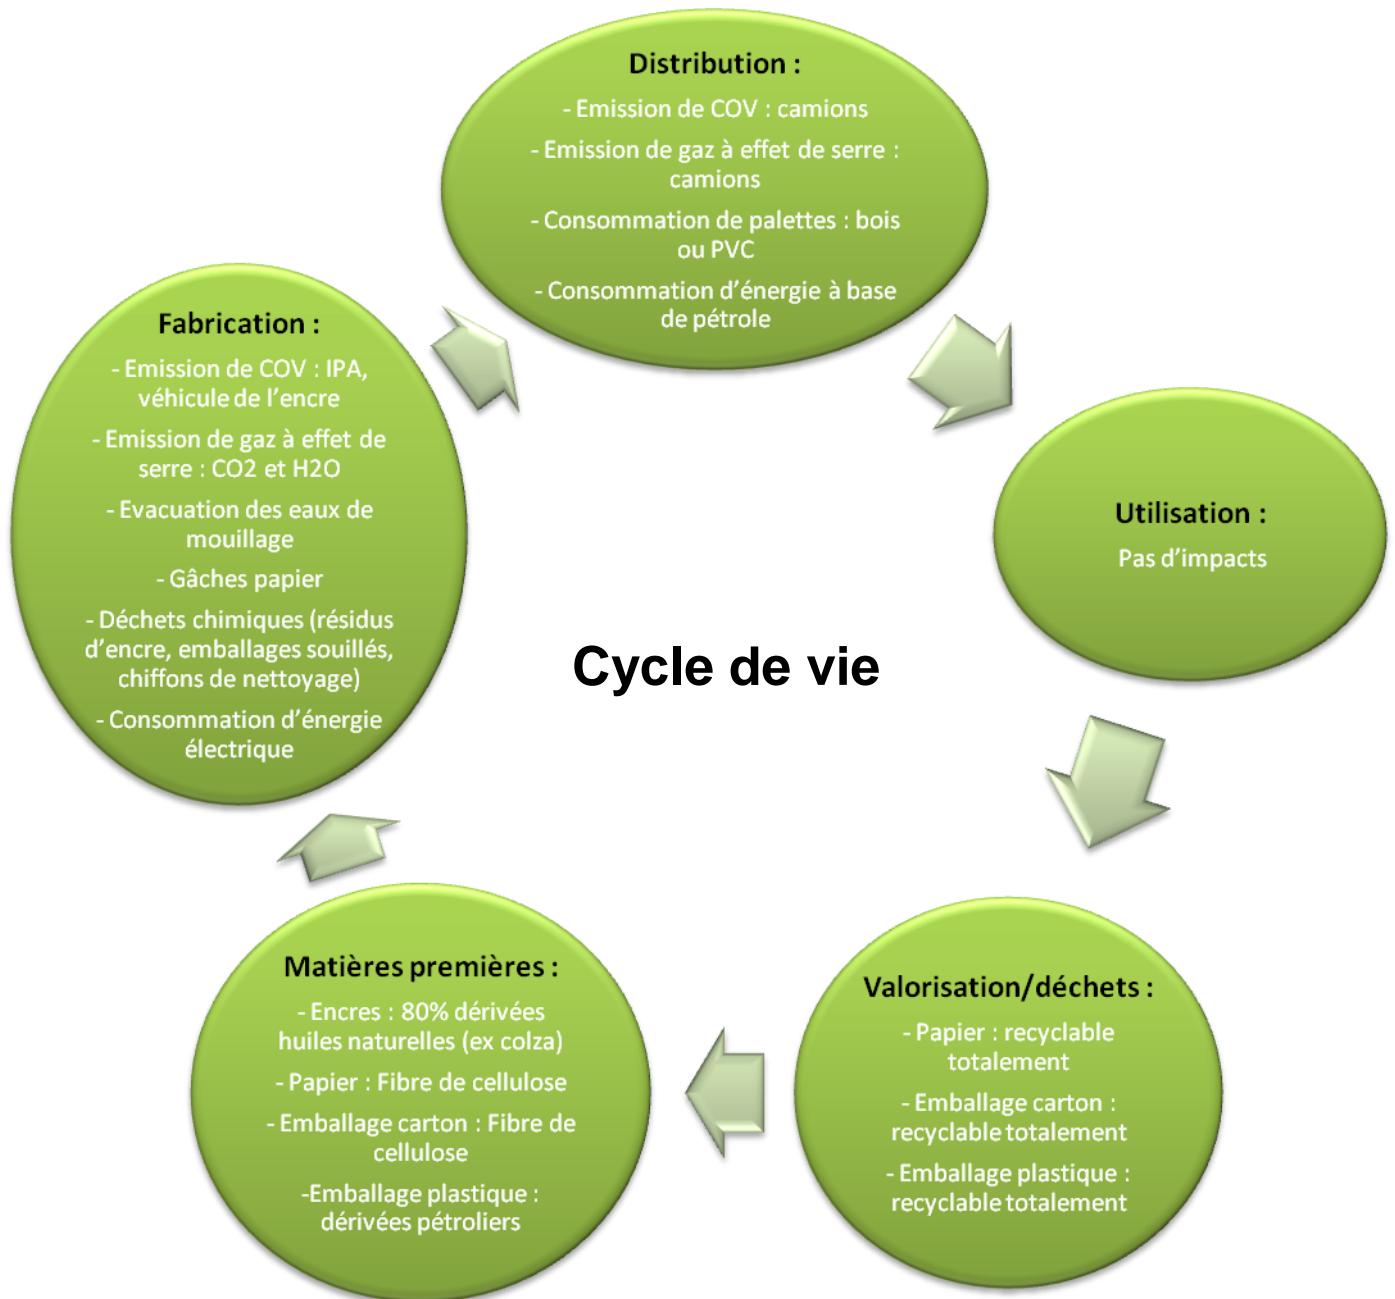 Distribution :
- Emission de COV : camions
- Emission de gaz à effet de serre :
camions
- Consommation de palettes : bois
ou PVC
- Consommation d’énergie à base
de pétrole
Fabrication :
- Emission de COV : IPA,
véhicule de l’encre
- Emission de gaz à effet de
serre : CO2 et H2O
- Evacuation des eaux de
mouillage
- Gâches papier
- Déchets chimiques (résidus
d’encre, emballages souillés,
chiffons de nettoyage)
- Consommation d’énergie
électrique
Utilisation :
Pas d’impacts
Cycle de vie
Matières premières :
- Encres : 80% dérivées
huiles naturelles (ex colza)
- Papier : Fibre de cellulose
- Emballage carton : Fibre de
cellulose
-Emballage plastique :
dérivées pétroliers
Valorisation/déchets :
- Papier : recyclable
totalement
- Emballage carton :
recyclable totalement
- Emballage plastique :
recyclable totalement